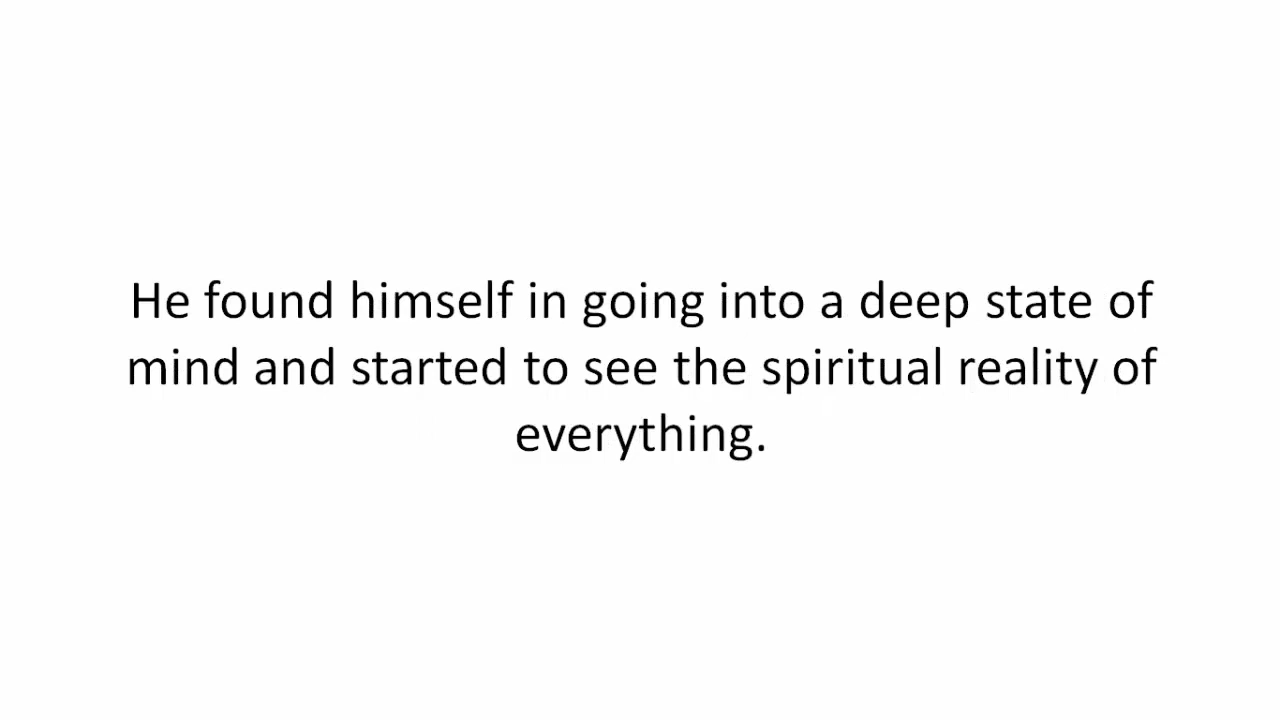 He found himself in going into a deep state of
mind and started to see the spiritual reality of
everything.